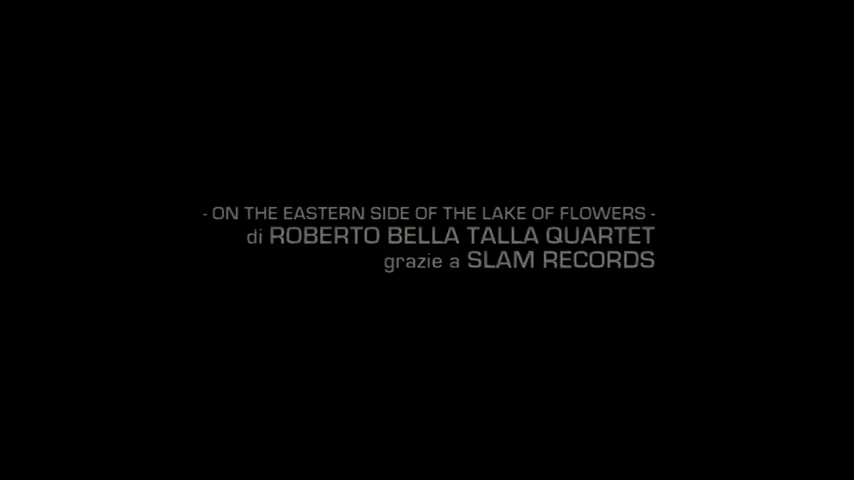 - ON THE EASTERN SIDE OF THE LAKE OF FLOWERS -
di ROBERTO BELLA TALLA QUARTET
grazie a SLAM RECORDS